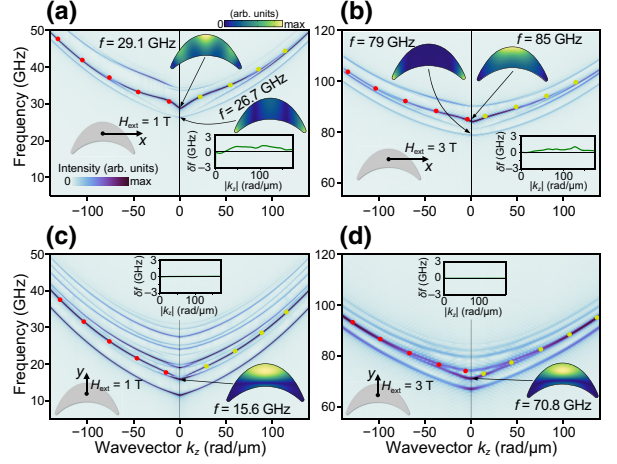 (a)
(arb. units)
0 max
f = 29.1 GHz
f = 26.7 GHz
H_ext = 1 T
x
Intensity (arb. units)
0 max
δf (GHz)
3
0
−3
0 100
|k_z| (rad/μm)
Frequency (GHz)
50
40
30
20
10
−100 −50 0 50 100
(b)
f = 79 GHz
f = 85 GHz
H_ext = 3 T
x
δf (GHz)
3
0
−3
0 100
|k_z| (rad/μm)
120
100
80
60
−100 −50 0 50 100
(c)
3
0
−3
δf (GHz)
0 100
|k_z| (rad/μm)
y
H_ext = 1 T
f = 15.6 GHz
Frequency (GHz)
50
40
30
20
10
−100 −50 0 50 100
Wavevector k_z (rad/μm)
(d)
3
0
−3
δf (GHz)
0 100
|k_z| (rad/μm)
y
H_ext = 3 T
f = 70.8 GHz
120
100
80
60
−100 −50 0 50 100
Wavevector k_z (rad/μm)